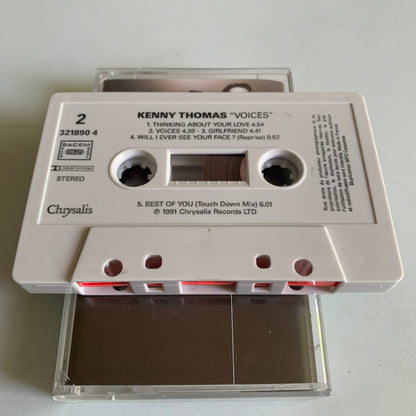 2
321890 4
SACEM
DOLBY SYSTEM
STEREO
Chrysalis
KENNY THOMAS "VOICES"
1. THINKING ABOUT YOUR LOVE 4.54
2. VOICES 4.20 - 3. GIRLFRIEND 4.41
4. WILL I EVER SEE YOUR FACE ? (Reprise) 0.52
5. BEST OF YOU (Touch Down Mix) 6.01
℗ 1991 Chrysalis Records LTD